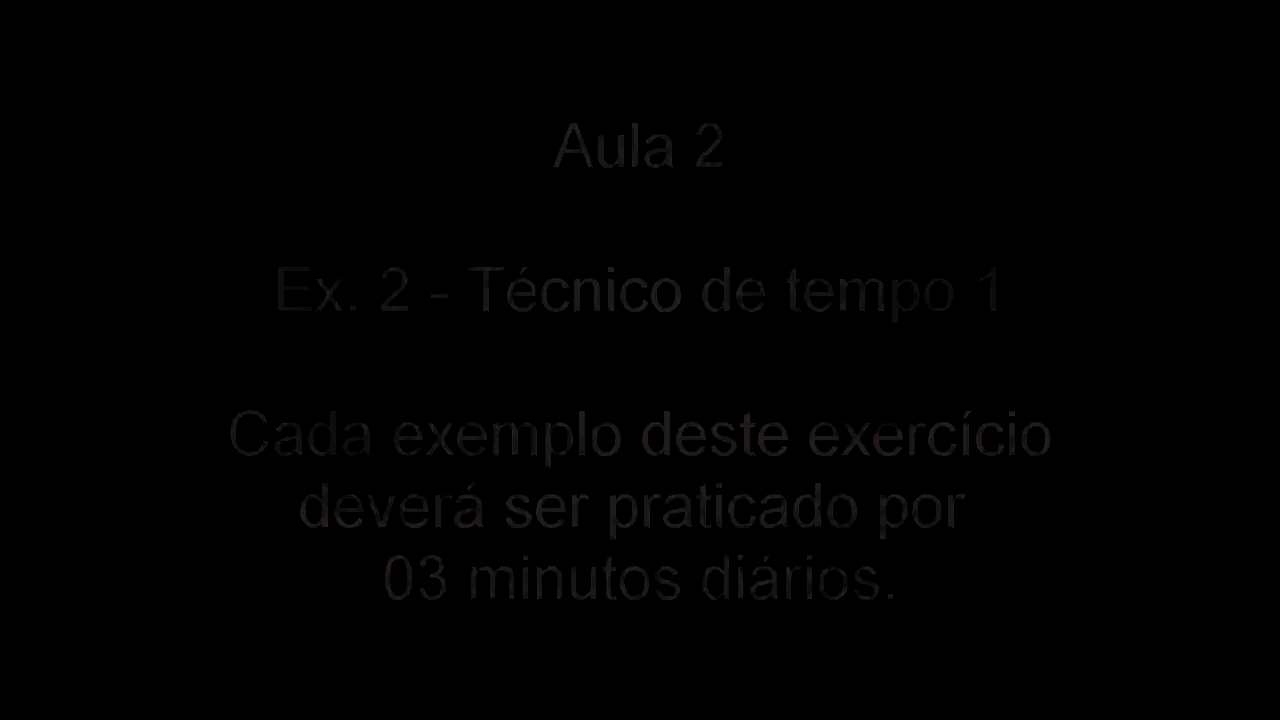 Aula 2
Ex. 2 - Técnico de tempo 1
Cada exemplo deste exercício
deverá ser praticado por
03 minutos diários.